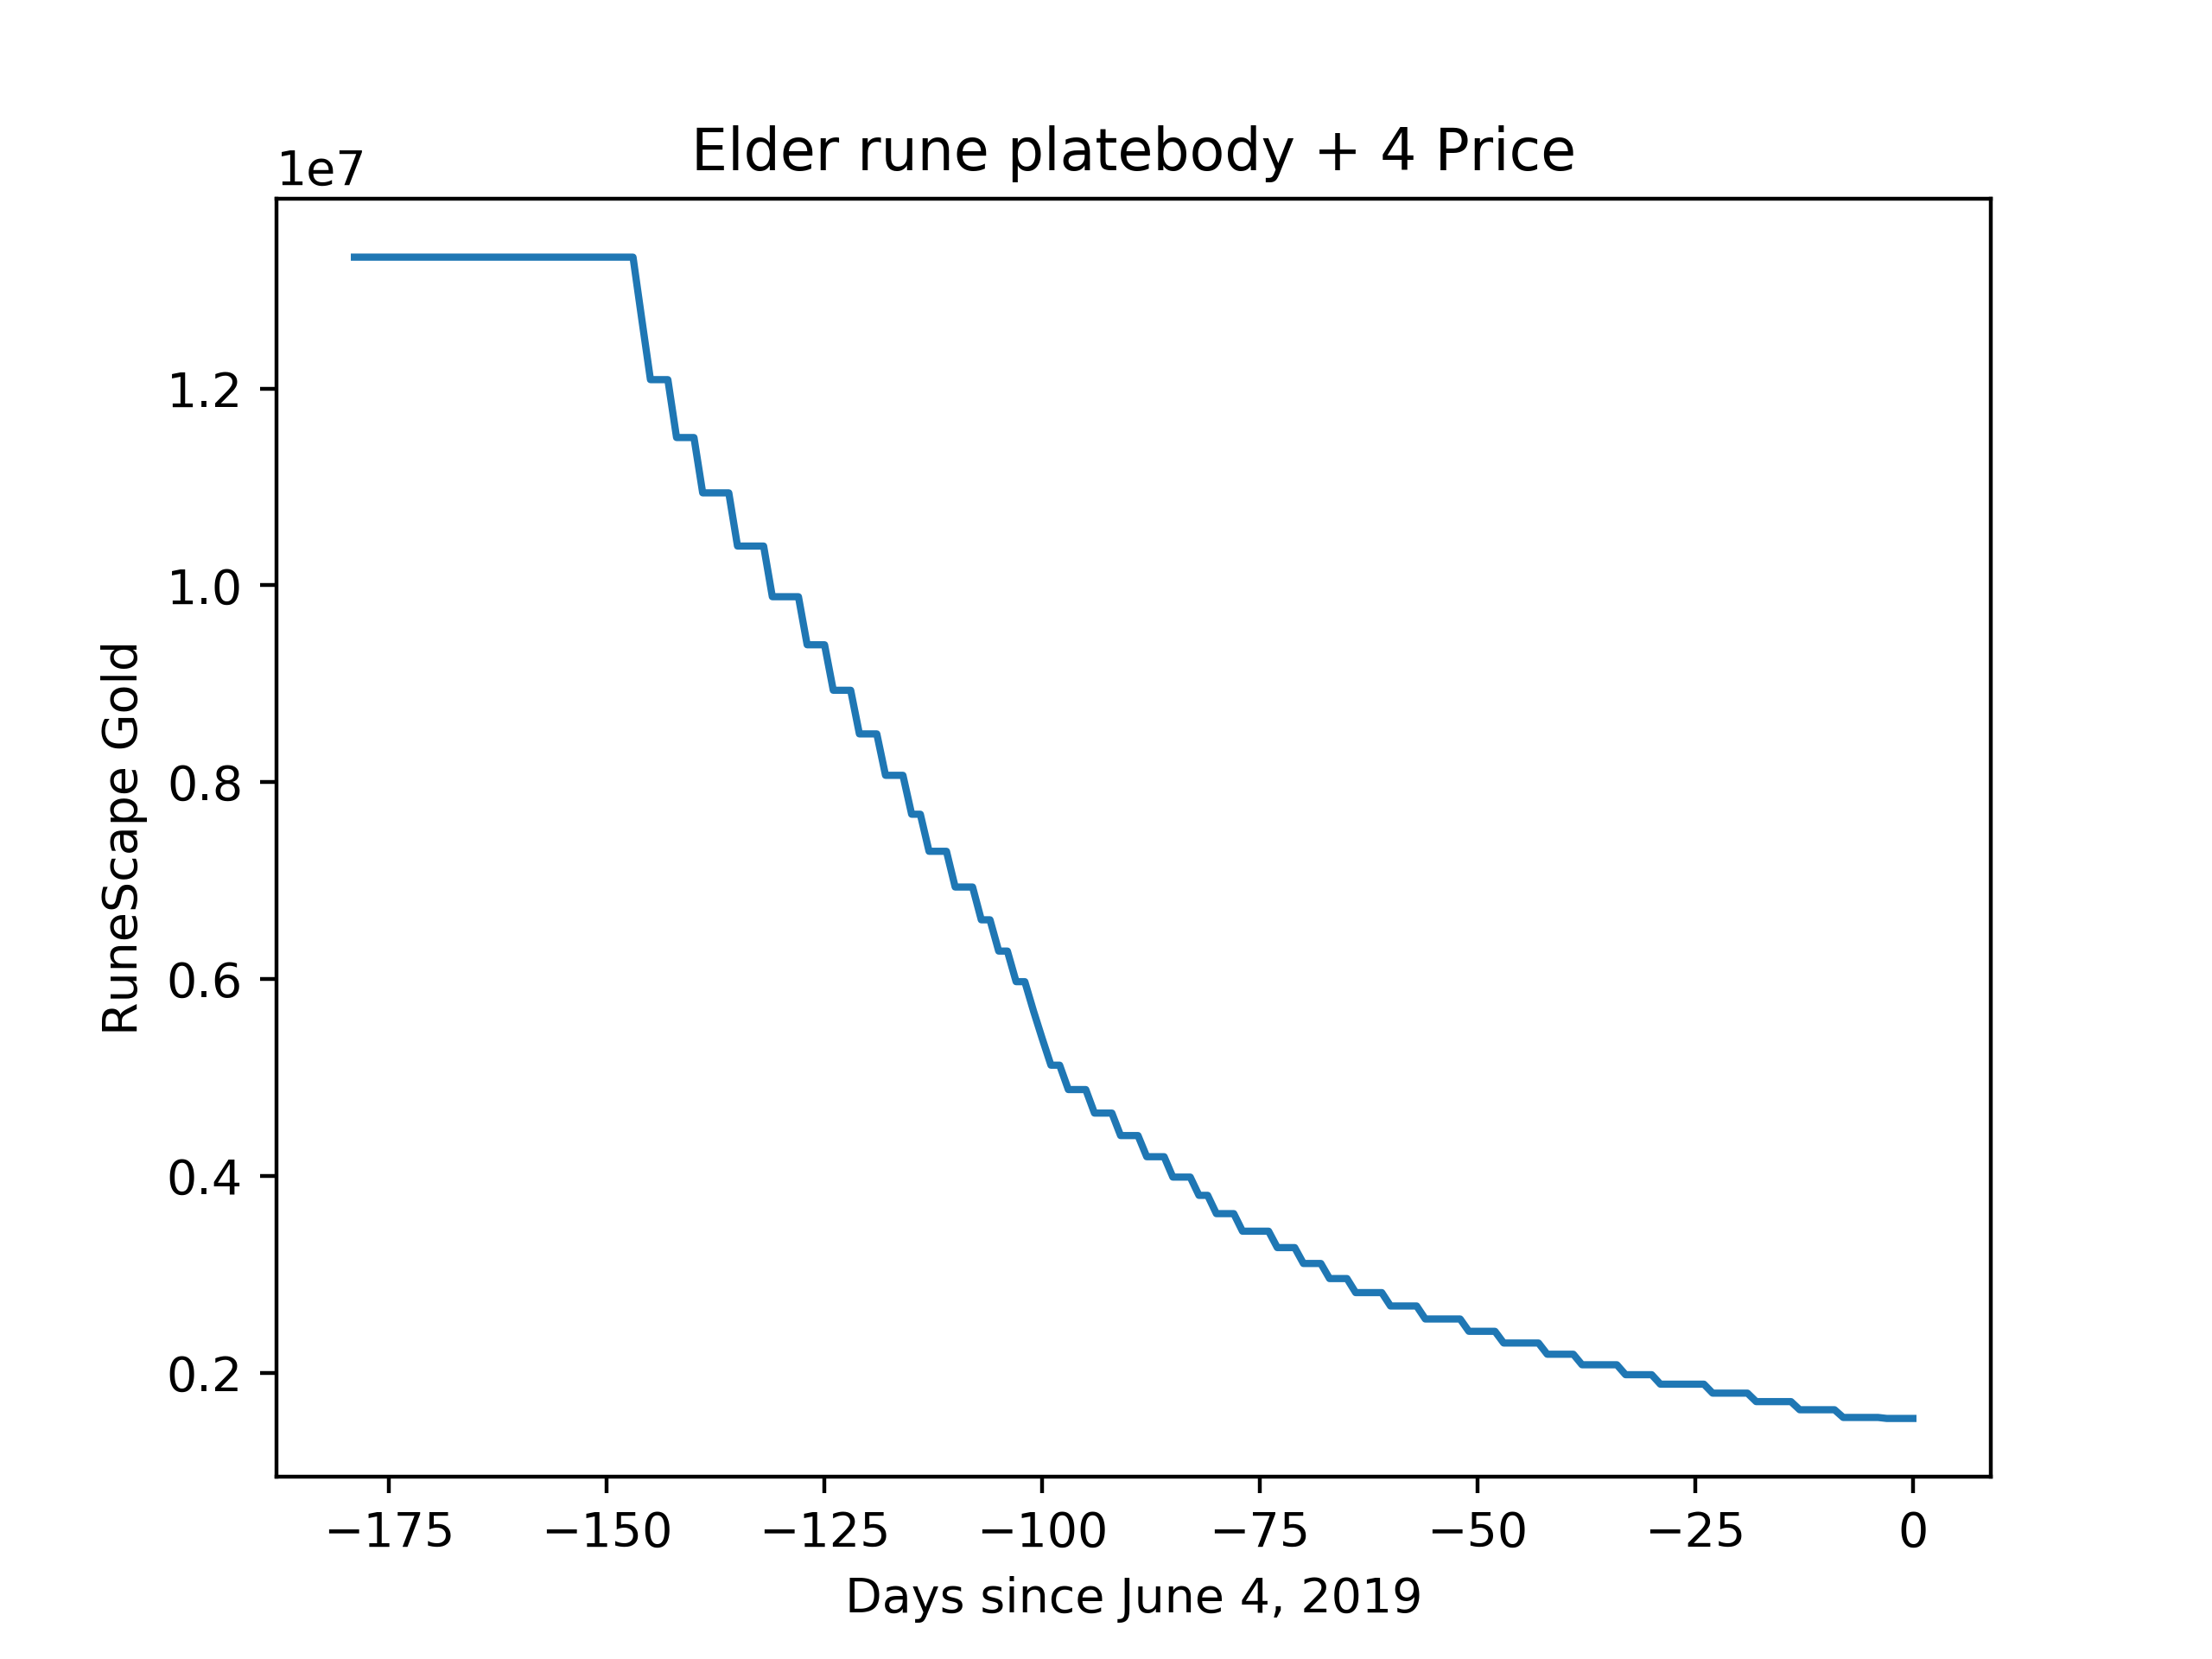 Elder rune platebody + 4 Price
1e7
1.2
1.0
0.8
0.6
0.4
0.2
RuneScape Gold
−175 −150 −125 −100 −75 −50 −25 0
Days since June 4, 2019